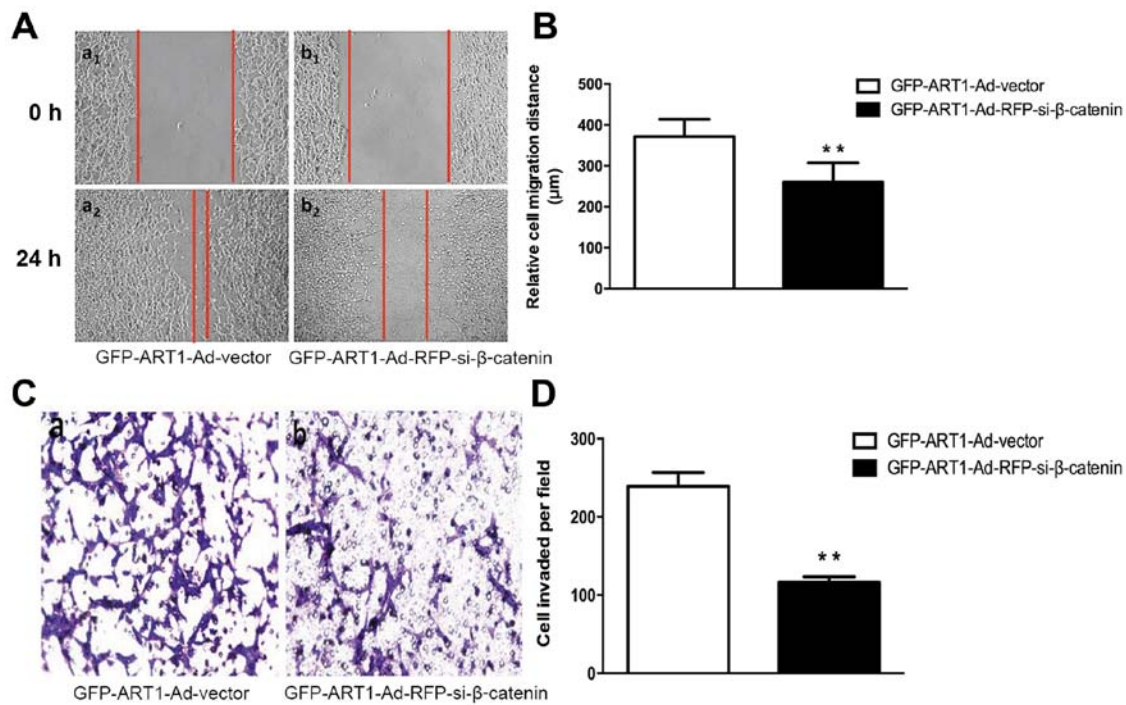 A
B
a1
b1
0 h
a2
b2
24 h
GFP-ART1-Ad-vector
GFP-ART1-Ad-RFP-si-β-catenin
Relative cell migration distance
(μm)
500
400
300
200
100
0
**
GFP-ART1-Ad-vector
GFP-ART1-Ad-RFP-si-β-catenin
C
D
a
b
GFP-ART1-Ad-vector
GFP-ART1-Ad-RFP-si-β-catenin
Cell invaded per field
300
200
100
0
**
GFP-ART1-Ad-vector
GFP-ART1-Ad-RFP-si-β-catenin